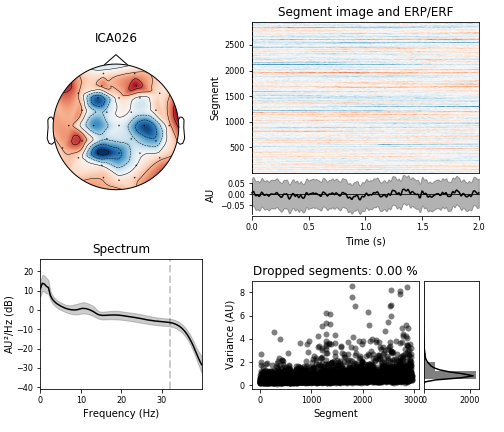 ICA026
Segment image and ERP/ERF
Segment
2500
2000
1500
1000
500
AU
0.05
0.00
−0.05
0.0 0.5 1.0 1.5 2.0
Time (s)
Spectrum
AU²/Hz (dB)
20
10
0
−10
−20
−30
−40
0 10 20 30
Frequency (Hz)
Dropped segments: 0.00 %
Variance (AU)
8
6
4
2
0
0 1000 2000 3000 0 2000
Segment